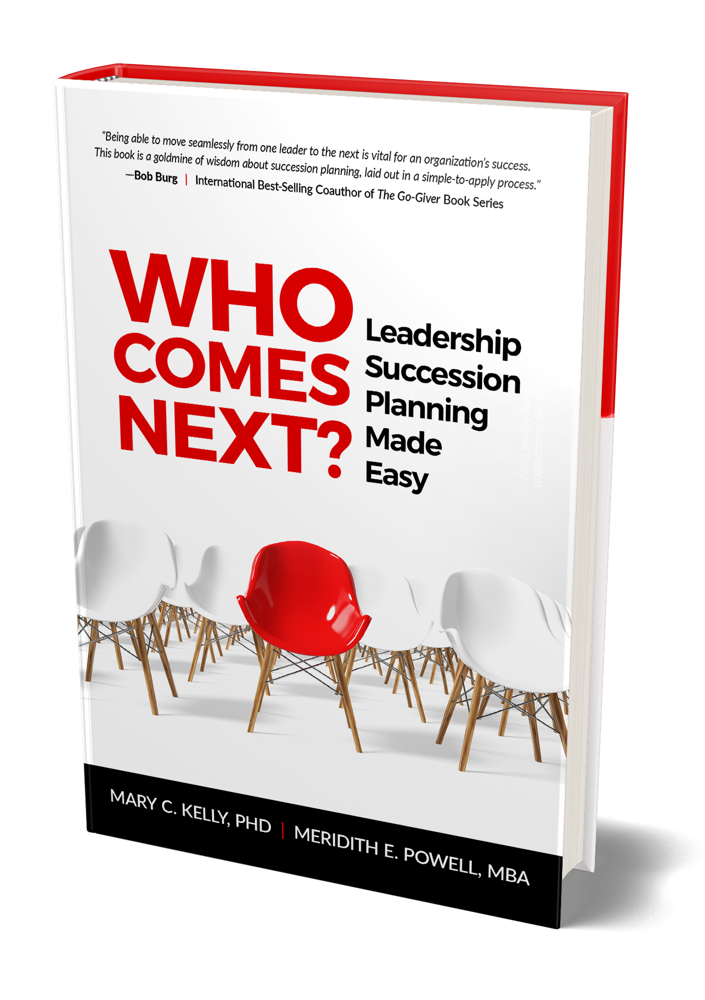 “Being able to move seamlessly from one leader to the next is vital for an organization’s success.
This book is a goldmine of wisdom about succession planning, laid out in a simple-to-apply process.”
—Bob Burg | International Best-Selling Coauthor of The Go-Giver Book Series
WHO
COMES
NEXT?
Leadership
Succession
Planning
Made
Easy
Succession
Made Easy
MARY C. KELLY, PHD | MERIDITH E. POWELL, MBA